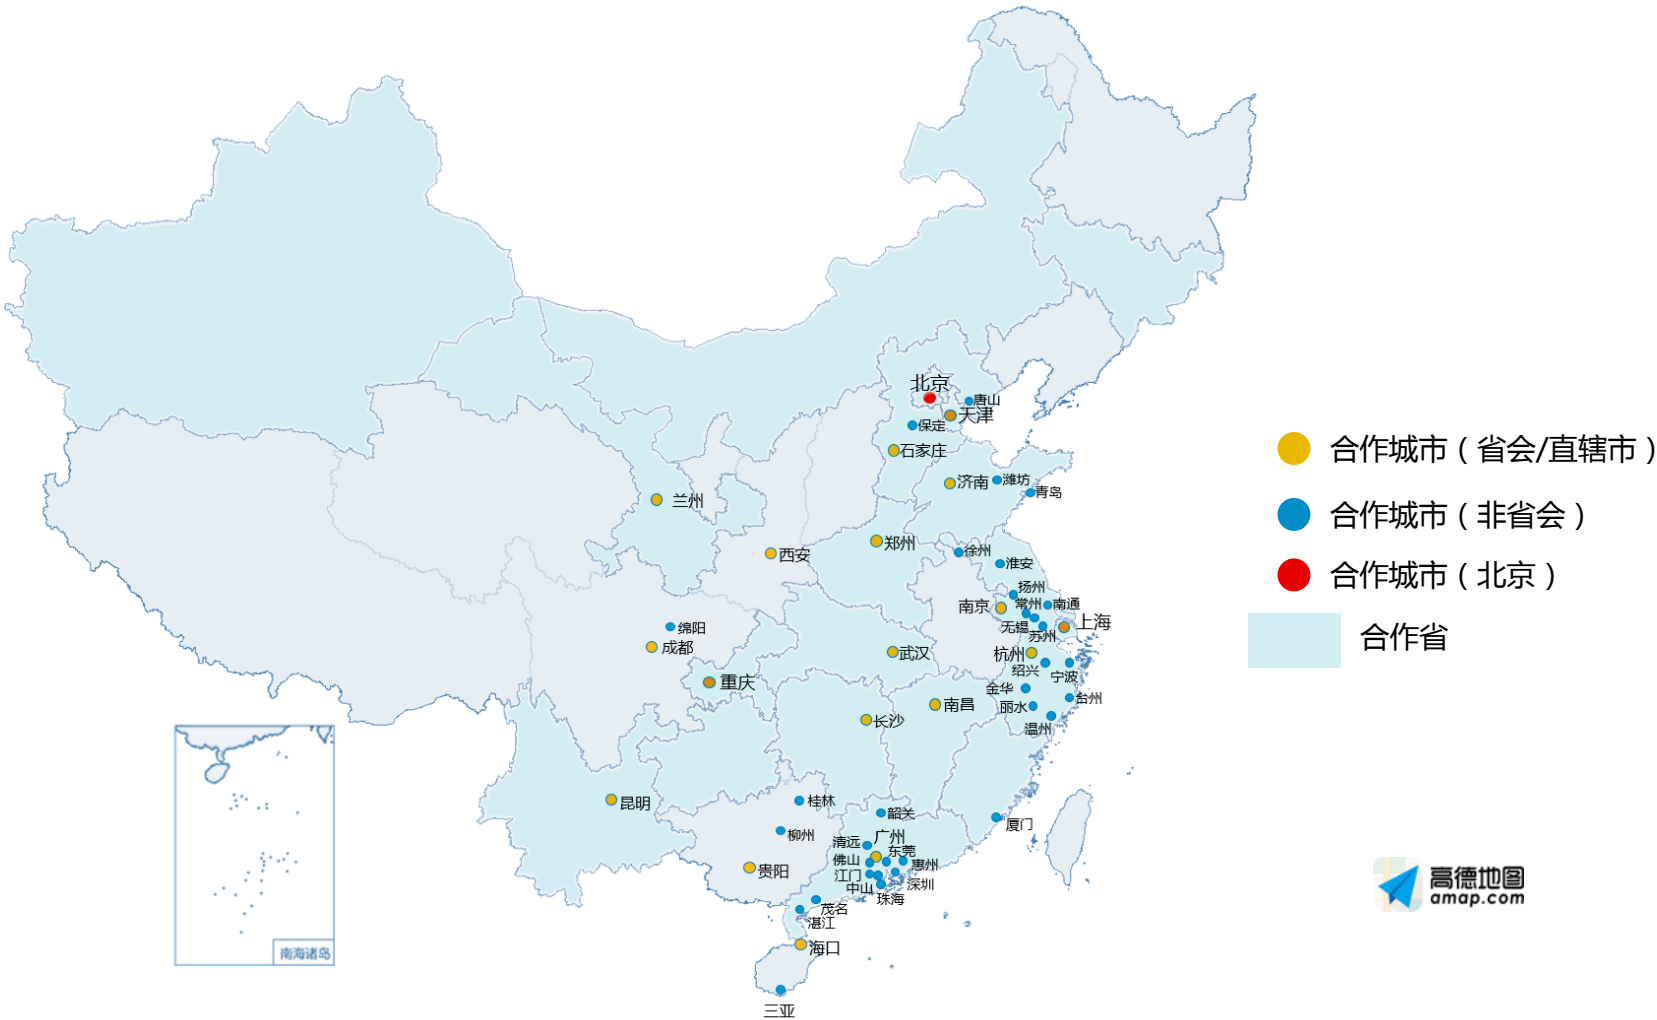 北京
唐山
天津
保定
石家庄
济南
潍坊
青岛
兰州
西安
郑州
徐州
淮安
扬州
南京
常州
南通
无锡
苏州
上海
绵阳
成都
武汉
杭州
绍兴
宁波
重庆
金华
台州
丽水
南昌
长沙
温州
昆明
桂林
韶关
厦门
柳州
清远
广州
东莞
佛山
惠州
贵阳
江门
深圳
中山
珠海
茂名
湛江
海口
三亚
南海诸岛
合作城市（省会/直辖市）
合作城市（非省会）
合作城市（北京）
合作省
高德地图
amap.com